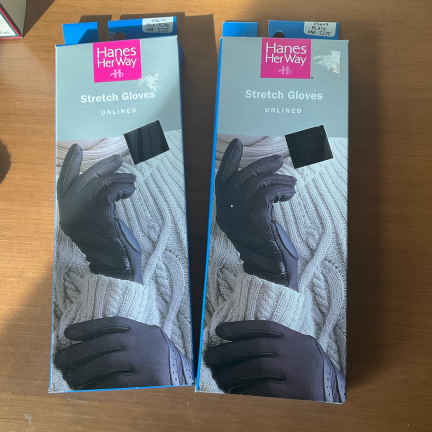 Hanes
Her Way
Stretch Gloves
UNLINED
Hanes
Her Way
Stretch Gloves
UNLINED